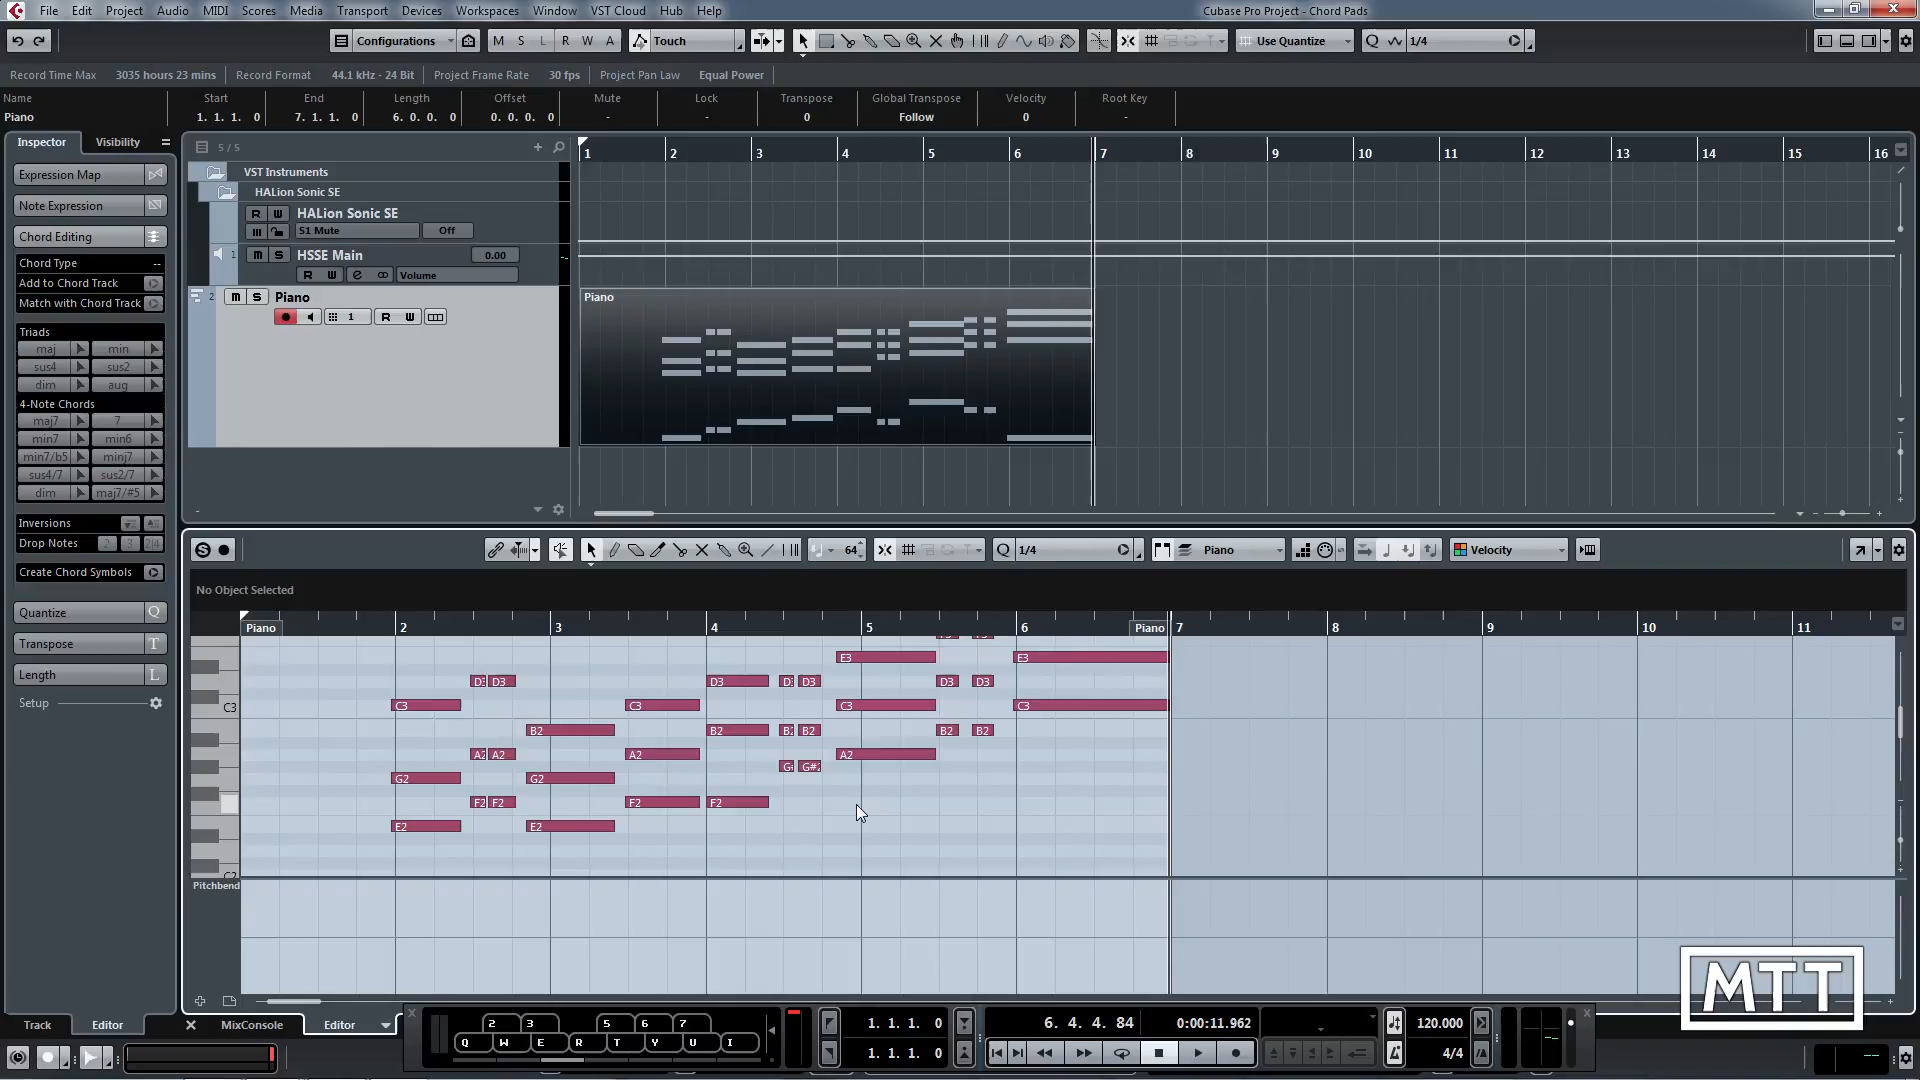 File Edit Project Audio MIDI Scores Media Transport Devices Workspaces Window VST Cloud Hub Help
Cubase Pro Project - Chord Pads
Configurations M S L R W A Touch Use Quantize Q 1/4
Record Time Max 3035 hours 23 mins Record Format 44.1 kHz - 24 Bit Project Frame Rate 30 fps Project Pan Law Equal Power
Name Start End Length Offset Mute Lock Transpose Global Transpose Velocity Root Key
Piano 1. 1. 1. 0 7. 1. 1. 0 6. 0. 0. 0 0. 0. 0. 0 - - 0 Follow 0 -
Inspector Visibility
5 / 5
1 2 3 4 5 6 7 8 9 10 11 12 13 14 15 16
Expression Map
Note Expression
Chord Editing
Chord Type --
Add to Chord Track
Match with Chord Track
Triads
maj min
sus4 sus2
dim aug
4-Note Chords
maj7 7
min7 min6
min7/b5 minj7
sus4/7 sus2/7
dim maj7/#5
Inversions
Drop Notes 2 3 2|4
Create Chord Symbols
Quantize Q
Transpose T
Length L
Setup
VST Instruments
HALion Sonic SE
R W HALion Sonic SE
S1 Mute Off
1 m S HSSE Main 0.00
R W e Volume
2 m S Piano
1 R W
Piano
S 64 Q 1/4 Piano Velocity
No Object Selected
Piano 2 3 4 5 6 Piano 7 8 9 10 11
E3 E3
D3 D3 D3 D3 D3
C3 C3 C3 C3 C3
B2 B2 B2 B2 B2
A2 A2 A2 A2
G# G#2
G2 G2
F2 F2 F2 F2
E2 E2
C2
Pitchbend
MTT
Track Editor MixConsole Editor
2 3 5 6 7
Q W E R T Y U I
1. 1. 1. 0
1. 1. 1. 0
6. 4. 4. 84 0:00:11.962
120.000
4/4